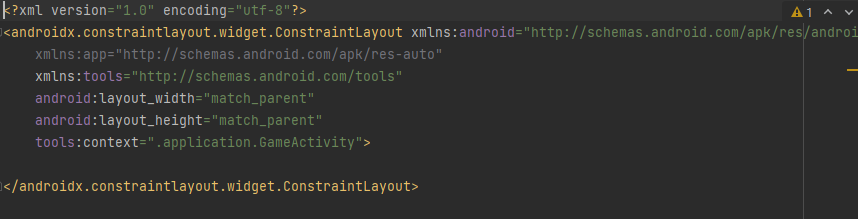 <?xml version="1.0" encoding="utf-8"?>
1
<androidx.constraintlayout.widget.ConstraintLayout xmlns:android="http://schemas.android.com/apk/res/androi
xmlns:app="http://schemas.android.com/apk/res-auto"
xmlns:tools="http://schemas.android.com/tools"
android:layout_width="match_parent"
android:layout_height="match_parent"
tools:context=".application.GameActivity">
</androidx.constraintlayout.widget.ConstraintLayout>